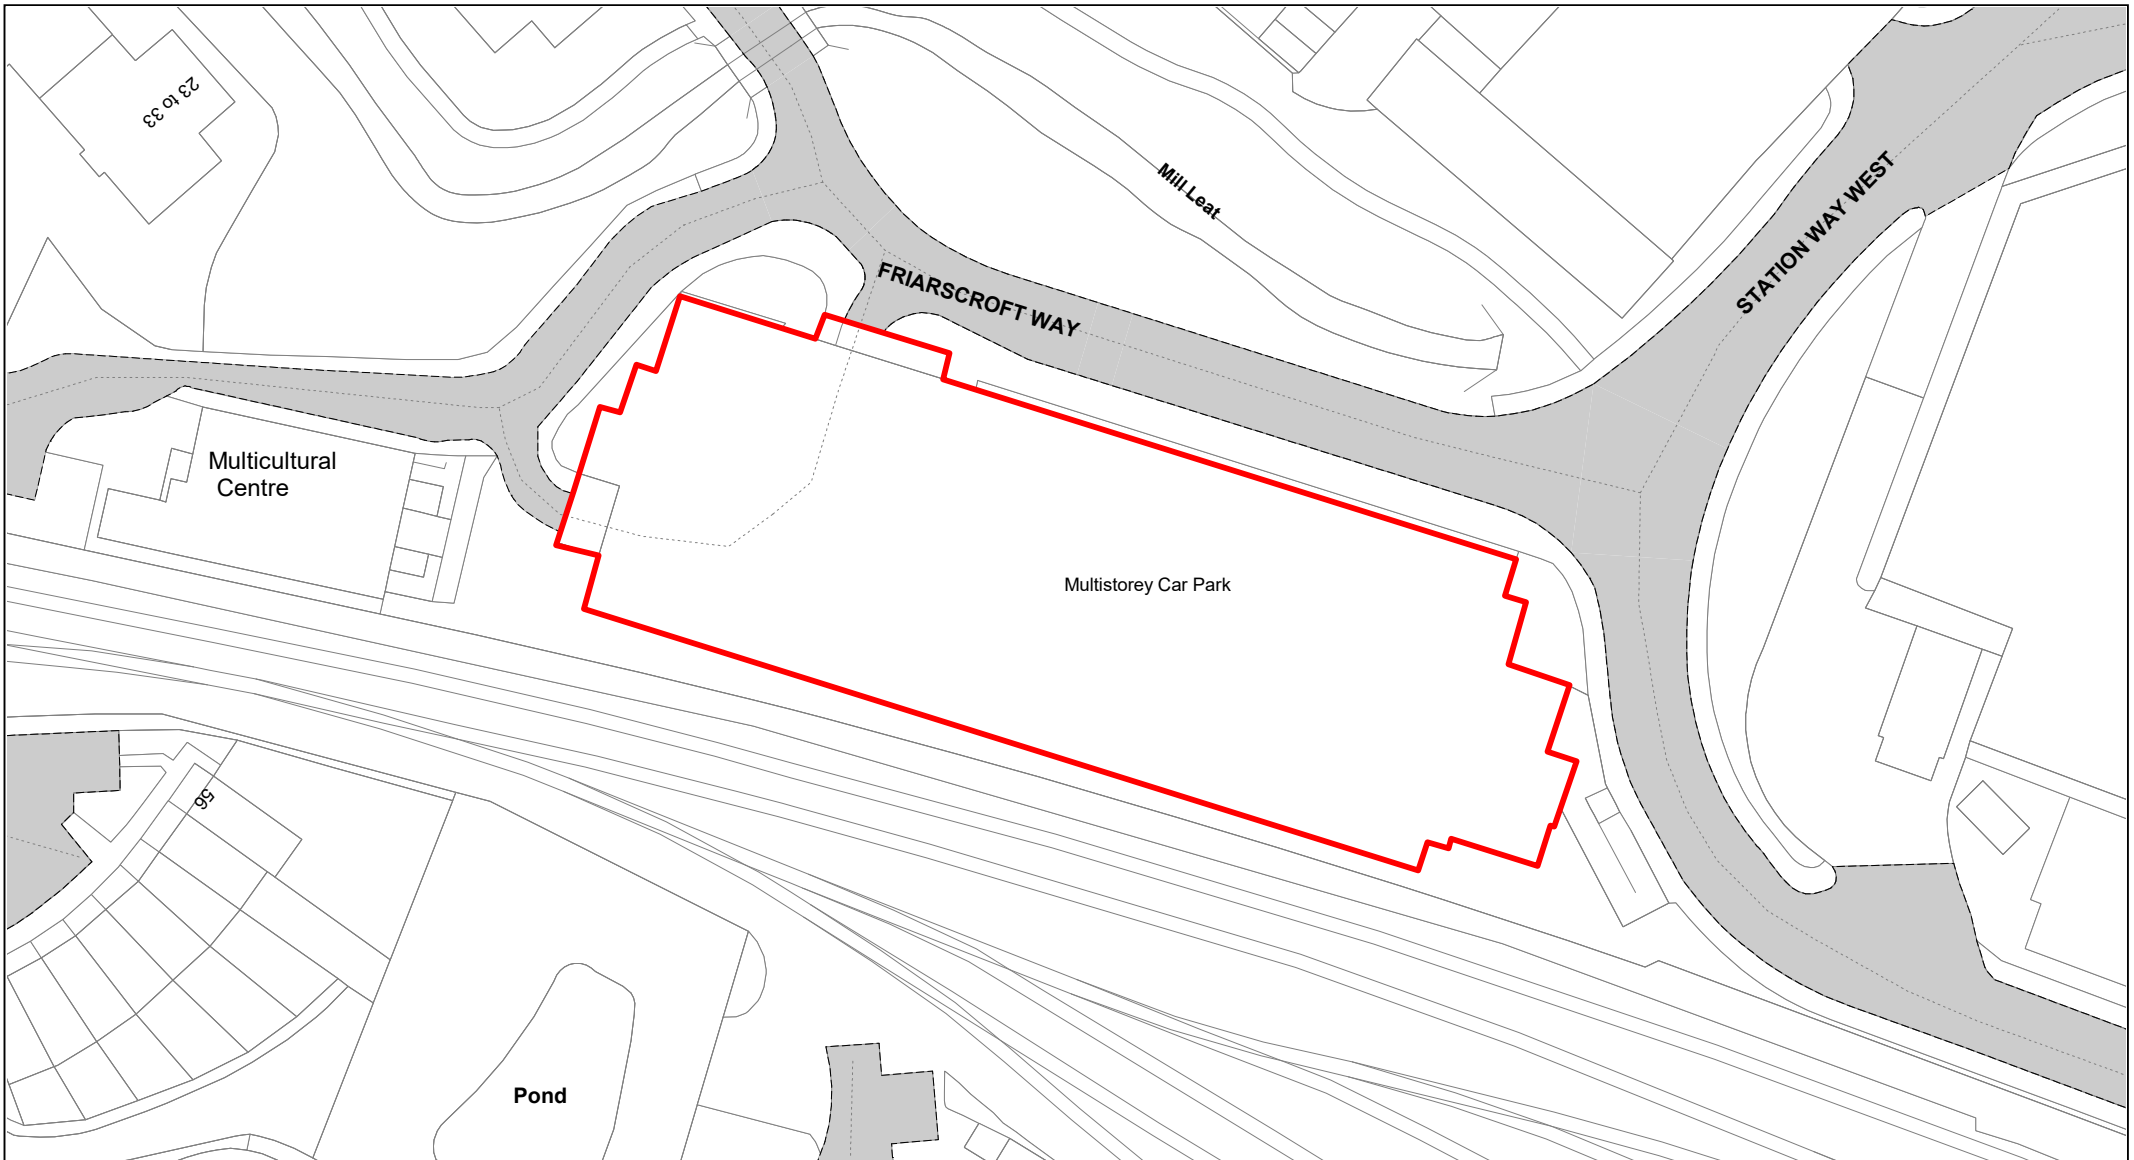 23 to 33
Mill Leat
STATION WAY WEST
FRIARSCROFT WAY
Multicultural
Centre
Multistorey Car Park
56
Pond